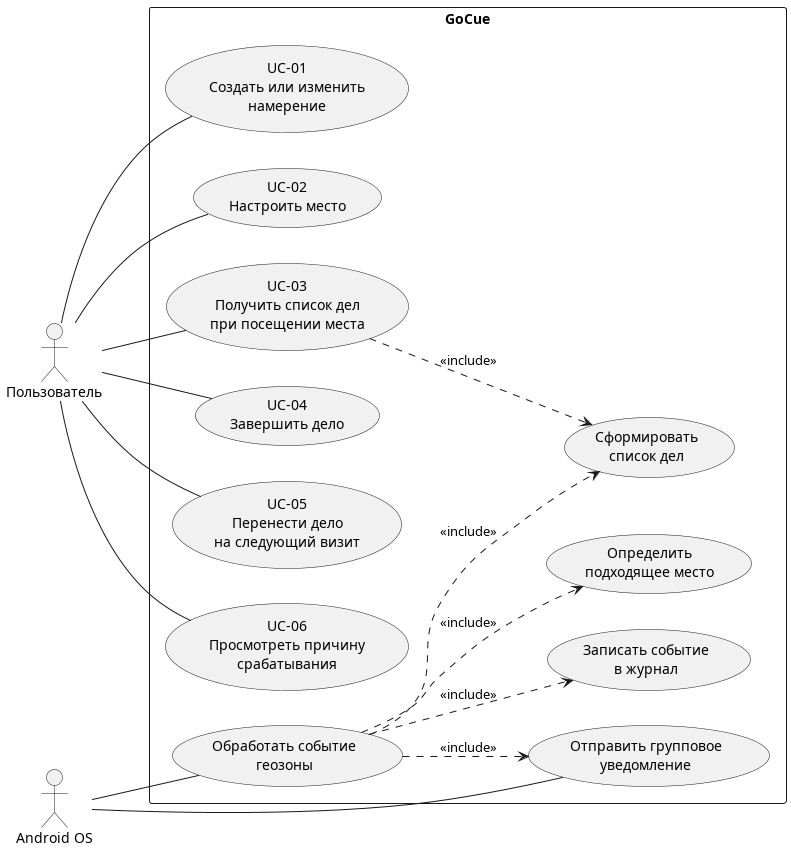 GoCue
UC-01
Создать или изменить
намерение
UC-02
Настроить место
UC-03
Получить список дел
при посещении места
«include»
Пользователь
UC-04
Завершить дело
Сформировать
список дел
UC-05
Перенести дело
на следующий визит
«include»
Определить
подходящее место
UC-06
Просмотреть причину
срабатывания
«include»
Записать событие
в журнал
«include»
Обработать событие
геозоны
«include»
Отправить групповое
уведомление
Android OS